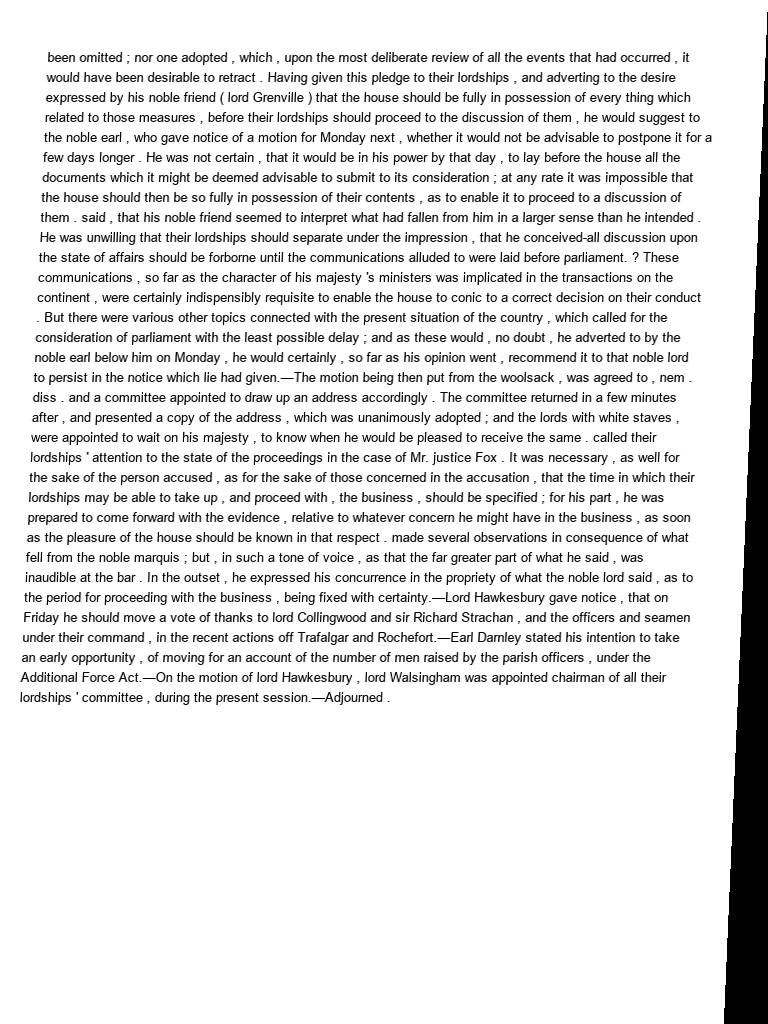 been omitted ; nor one adopted , which , upon the most deliberate review of all the events that had occurred , it
would have been desirable to retract . Having given this pledge to their lordships , and adverting to the desire
expressed by his noble friend ( lord Grenville ) that the house should be fully in possession of every thing which
related to those measures , before their lordships should proceed to the discussion of them , he would suggest to
the noble earl , who gave notice of a motion for Monday next , whether it would not be advisable to postpone it for a
few days longer . He was not certain , that it would be in his power by that day , to lay before the house all the
documents which it might be deemed advisable to submit to its consideration ; at any rate it was impossible that
the house should then be so fully in possession of their contents , as to enable it to proceed to a discussion of
them . said , that his noble friend seemed to interpret what had fallen from him in a larger sense than he intended .
He was unwilling that their lordships should separate under the impression , that he conceived-all discussion upon
the state of affairs should be forborne until the communications alluded to were laid before parliament. ? These
communications , so far as the character of his majesty 's ministers was implicated in the transactions on the
continent , were certainly indispensibly requisite to enable the house to conic to a correct decision on their conduct
. But there were various other topics connected with the present situation of the country , which called for the
consideration of parliament with the least possible delay ; and as these would , no doubt , he adverted to by the
noble earl below him on Monday , he would certainly , so far as his opinion went , recommend it to that noble lord
to persist in the notice which lie had given.—The motion being then put from the woolsack , was agreed to , nem .
diss . and a committee appointed to draw up an address accordingly . The committee returned in a few minutes
after , and presented a copy of the address , which was unanimously adopted ; and the lords with white staves ,
were appointed to wait on his majesty , to know when he would be pleased to receive the same . called their
lordships ' attention to the state of the proceedings in the case of Mr. justice Fox . It was necessary , as well for
the sake of the person accused , as for the sake of those concerned in the accusation , that the time in which their
lordships may be able to take up , and proceed with , the business , should be specified ; for his part , he was
prepared to come forward with the evidence , relative to whatever concern he might have in the business , as soon
as the pleasure of the house should be known in that respect . made several observations in consequence of what
fell from the noble marquis ; but , in such a tone of voice , as that the far greater part of what he said , was
inaudible at the bar . In the outset , he expressed his concurrence in the propriety of what the noble lord said , as to
the period for proceeding with the business , being fixed with certainty.—Lord Hawkesbury gave notice , that on
Friday he should move a vote of thanks to lord Collingwood and sir Richard Strachan , and the officers and seamen
under their command , in the recent actions off Trafalgar and Rochefort.—Earl Darnley stated his intention to take
an early opportunity , of moving for an account of the number of men raised by the parish officers , under the
Additional Force Act.—On the motion of lord Hawkesbury , lord Walsingham was appointed chairman of all their
lordships ' committee , during the present session.—Adjourned .